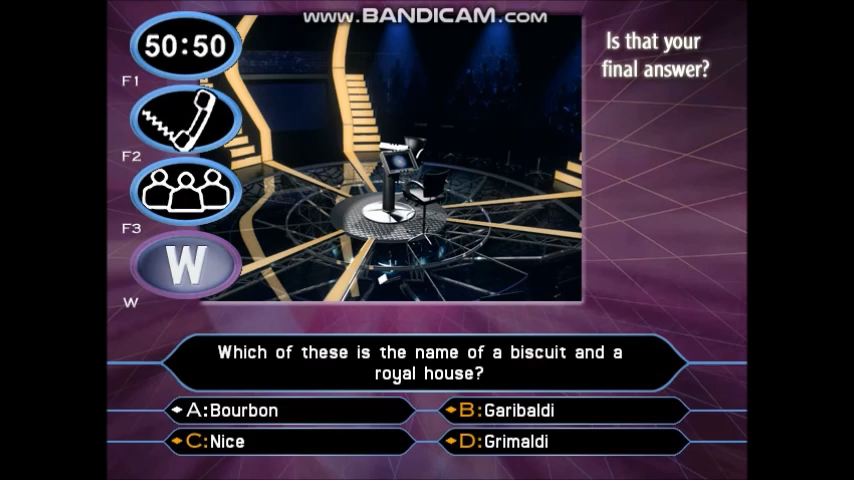 www.BANDICAM.com
50:50
F1
F2
F3
W
W
Is that your
final answer?
Which of these is the name of a biscuit and a
royal house?
A:Bourbon
B:Garibaldi
C:Nice
D:Grimaldi